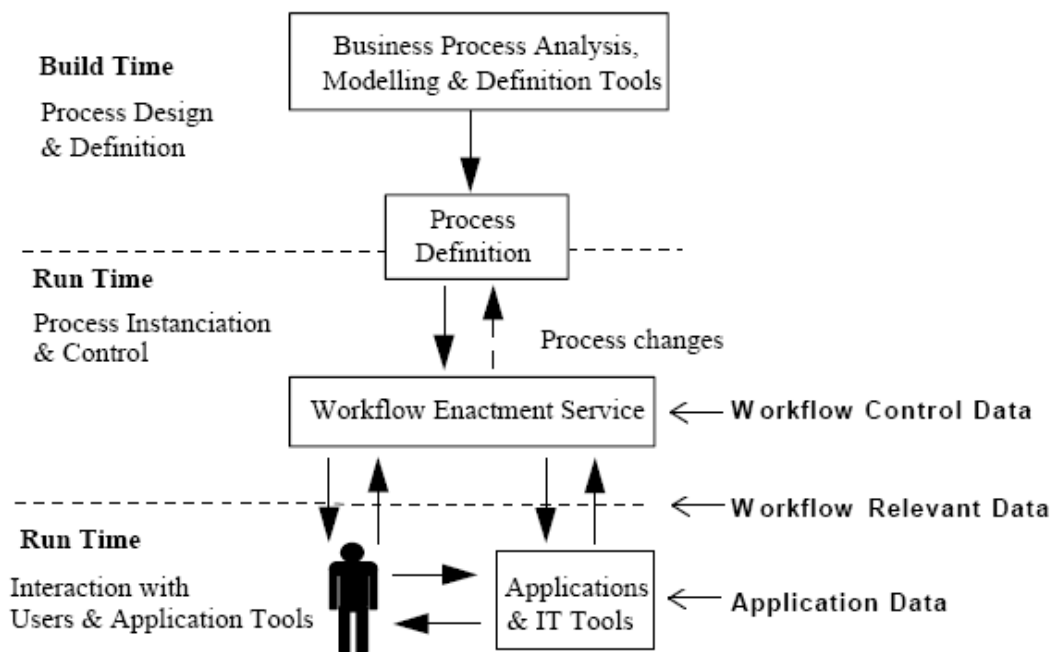 Business Process Analysis,
Modelling & Definition Tools
Build Time
Process Design
& Definition
Process
Definition
Run Time
Process Instanciation
& Control
Process changes
Workflow Enactment Service
Workflow Control Data
Workflow Relevant Data
Run Time
Interaction with
Users & Application Tools
Applications
& IT Tools
Application Data